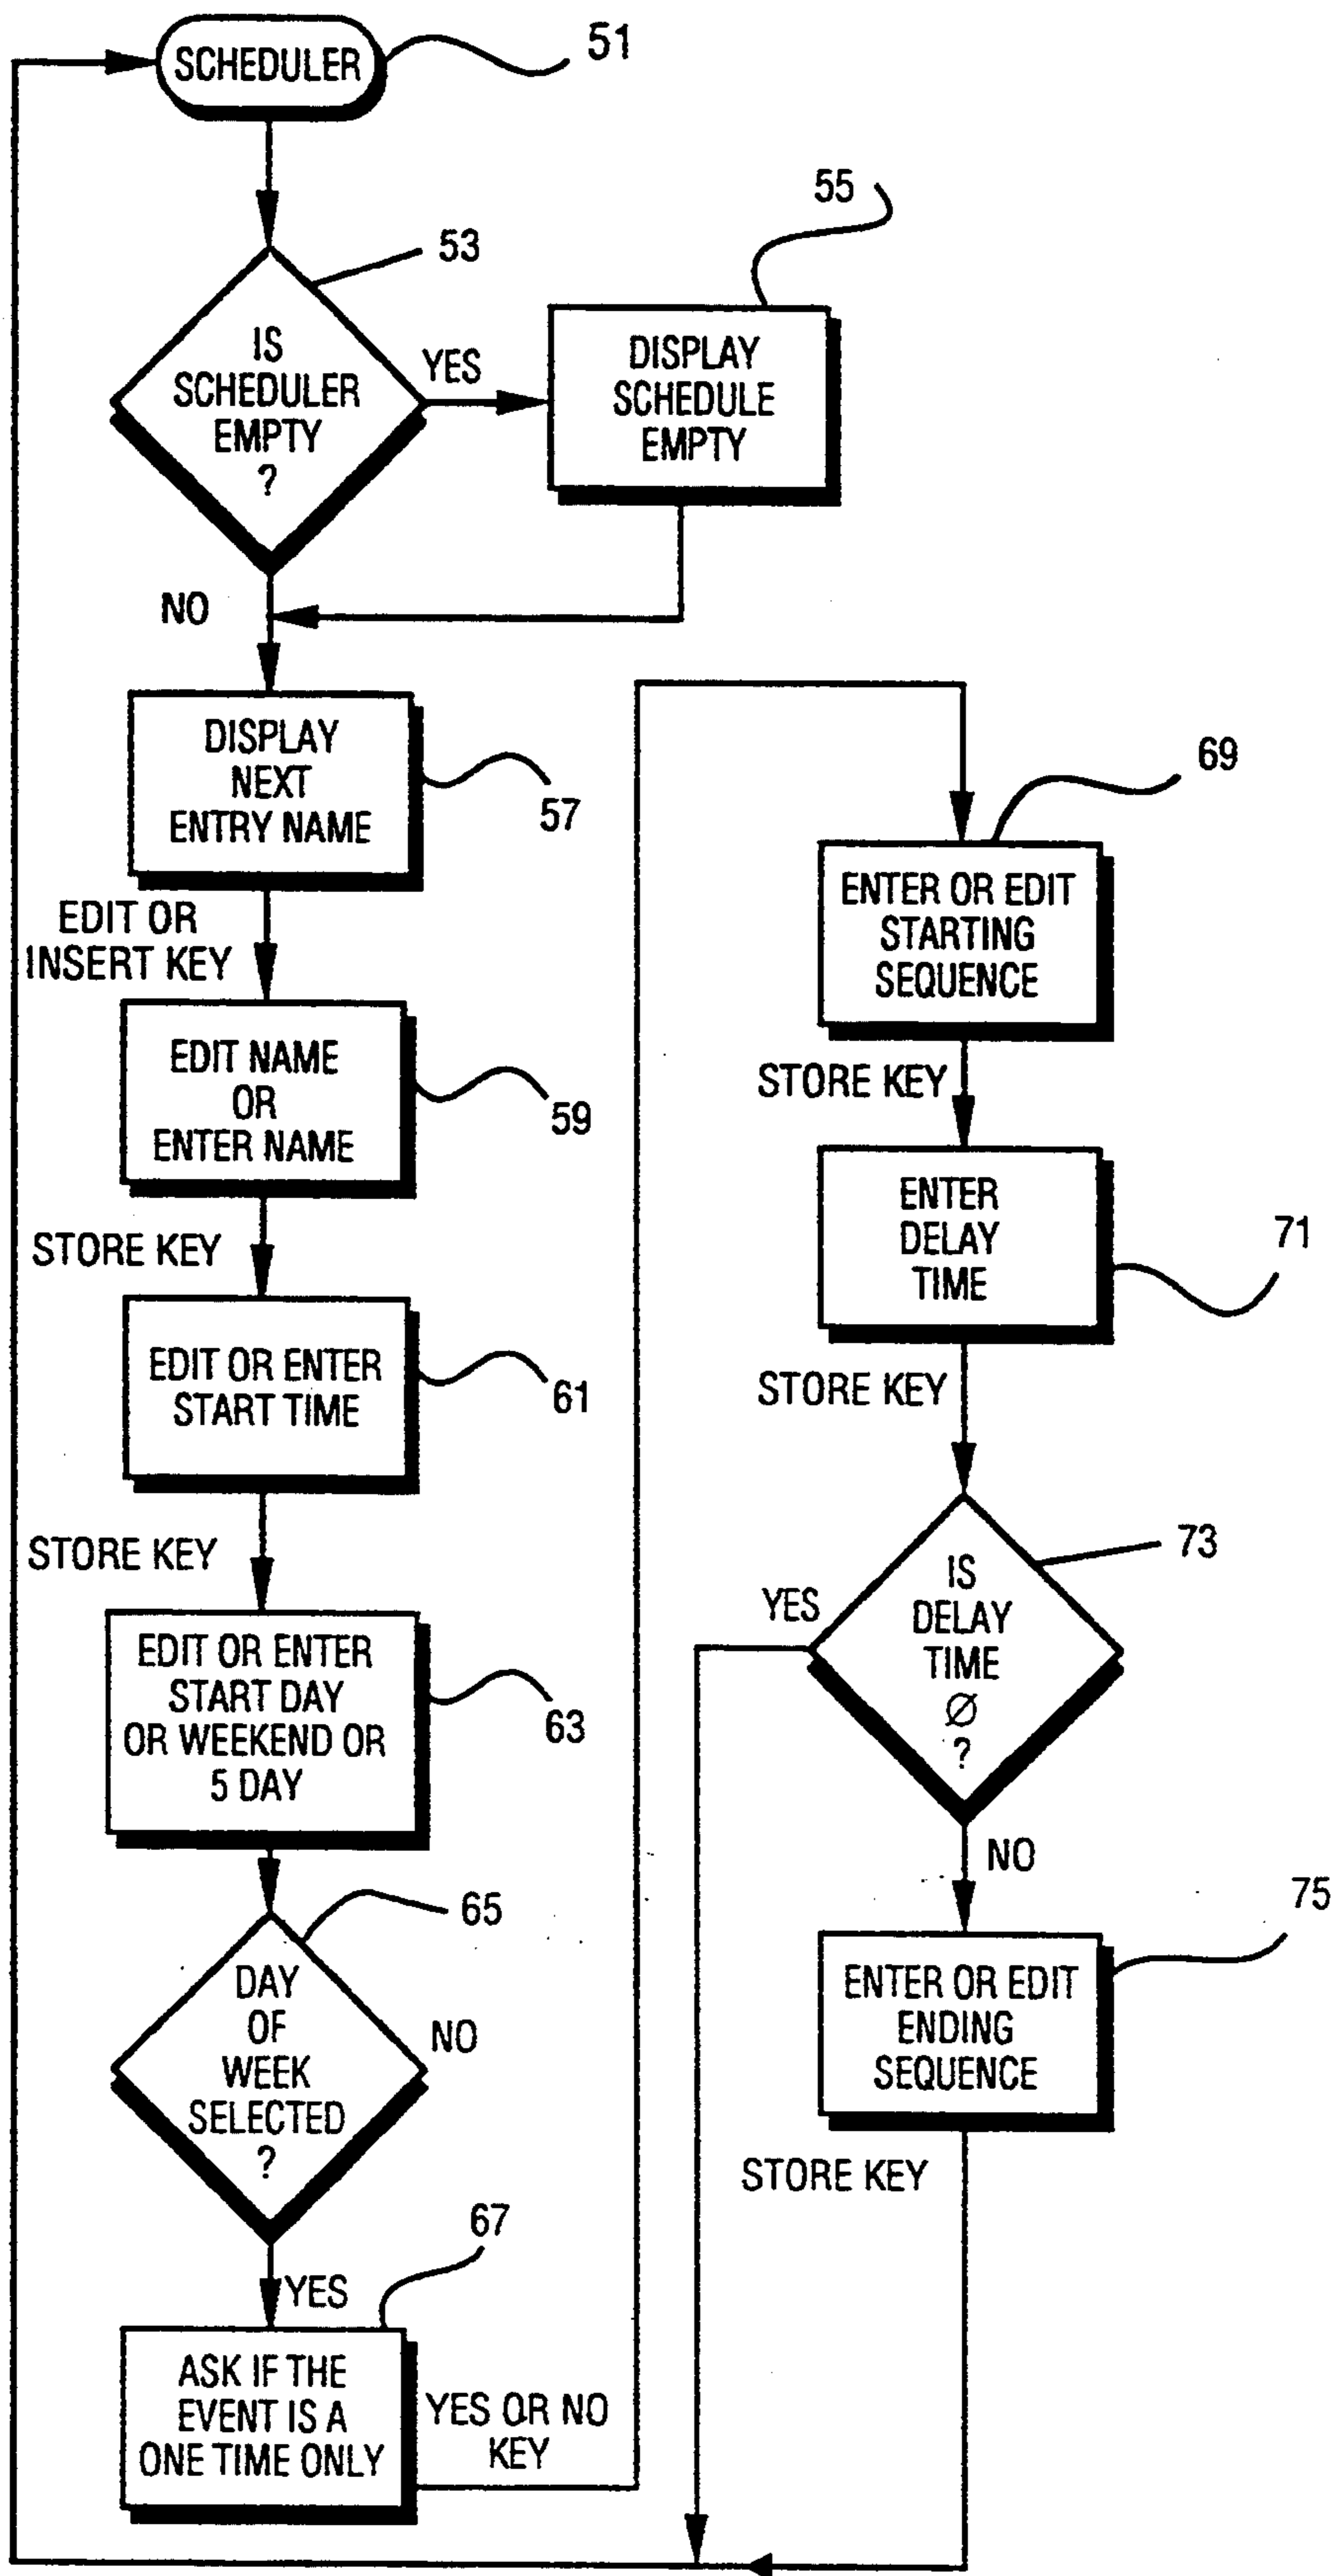 SCHEDULER
51
53
IS
SCHEDULER
EMPTY
?
YES
55
DISPLAY
SCHEDULE
EMPTY
NO
DISPLAY
NEXT
ENTRY NAME
57
EDIT OR
INSERT KEY
EDIT NAME
OR
ENTER NAME
59
STORE KEY
EDIT OR ENTER
START TIME
61
STORE KEY
EDIT OR ENTER
START DAY
OR WEEKEND OR
5 DAY
63
65
DAY
OF
WEEK
SELECTED
?
NO
YES
67
ASK IF THE
EVENT IS A
ONE TIME ONLY
YES OR NO
KEY
69
ENTER OR EDIT
STARTING
SEQUENCE
STORE KEY
ENTER
DELAY
TIME
71
STORE KEY
73
IS
DELAY
TIME
Ø
?
YES
NO
75
ENTER OR EDIT
ENDING
SEQUENCE
STORE KEY